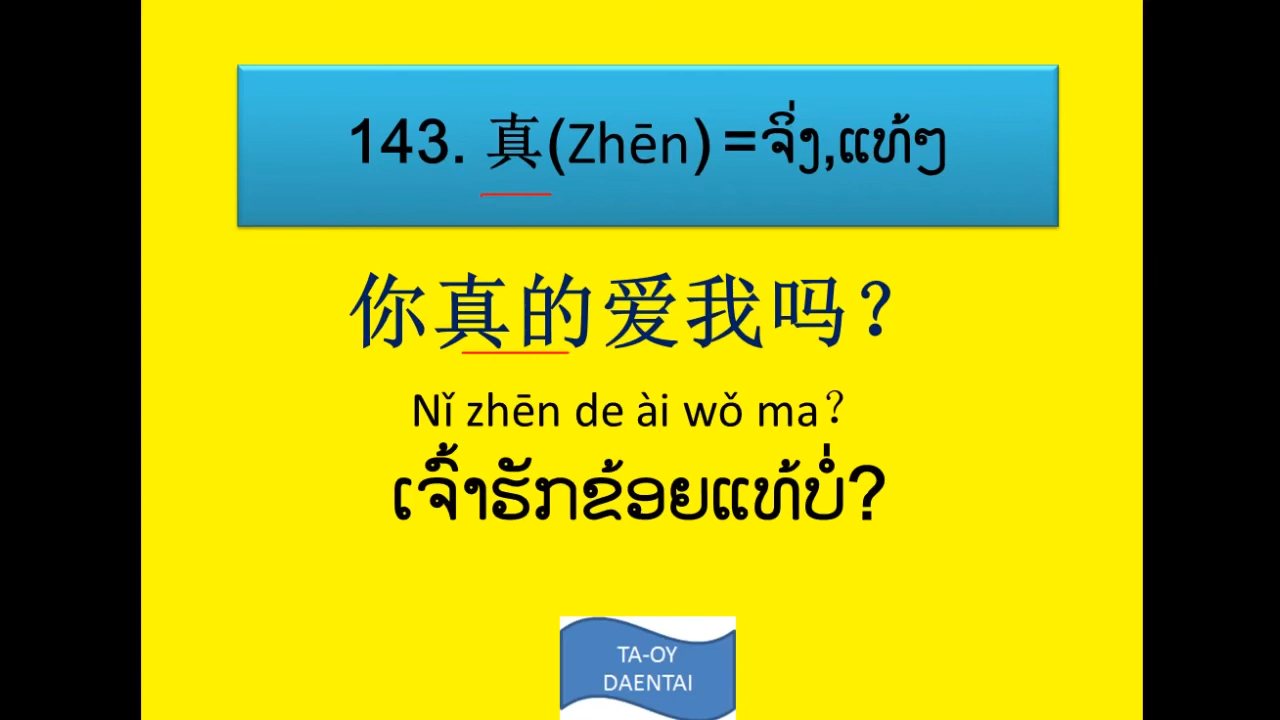 143. 真(Zhēn) =ຈິ່ງ,ແທ້ໆ
你真的爱我吗？
Nǐ zhēn de ài wǒ ma？
ເຈົ້າຮັກຂ້ອຍແທ້ບໍ່?
TA-OY
DAENTAI